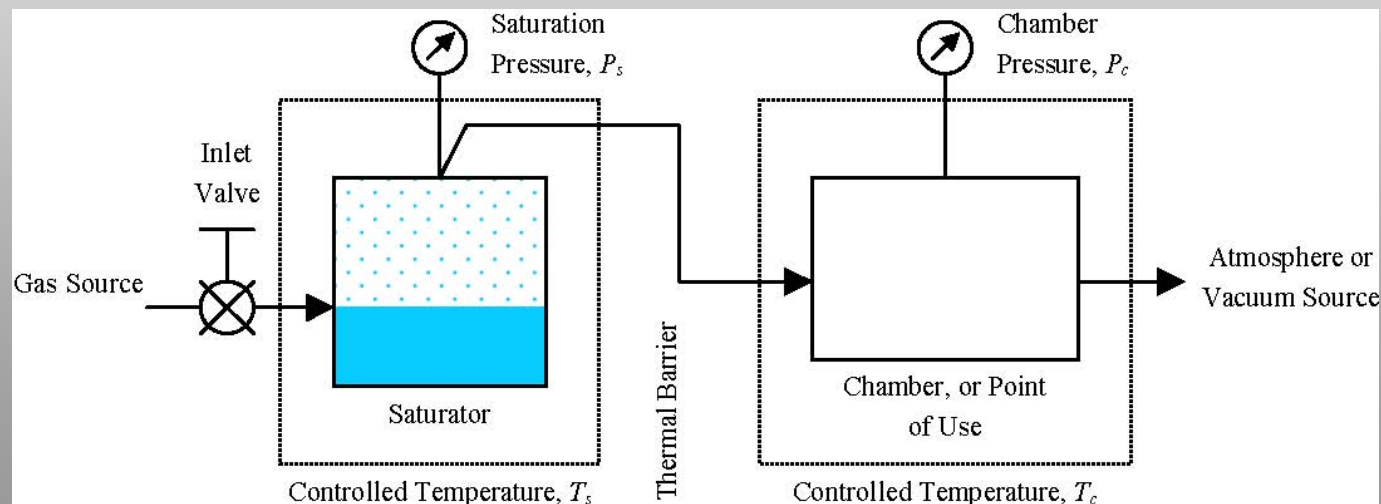 Saturation
Pressure, Ps
Chamber
Pressure, Pc
Inlet
Valve
Gas Source
Atmosphere or
Vacuum Source
Saturator
Thermal Barrier
Chamber, or Point
of Use
Controlled Temperature, Ts
Controlled Temperature, Tc